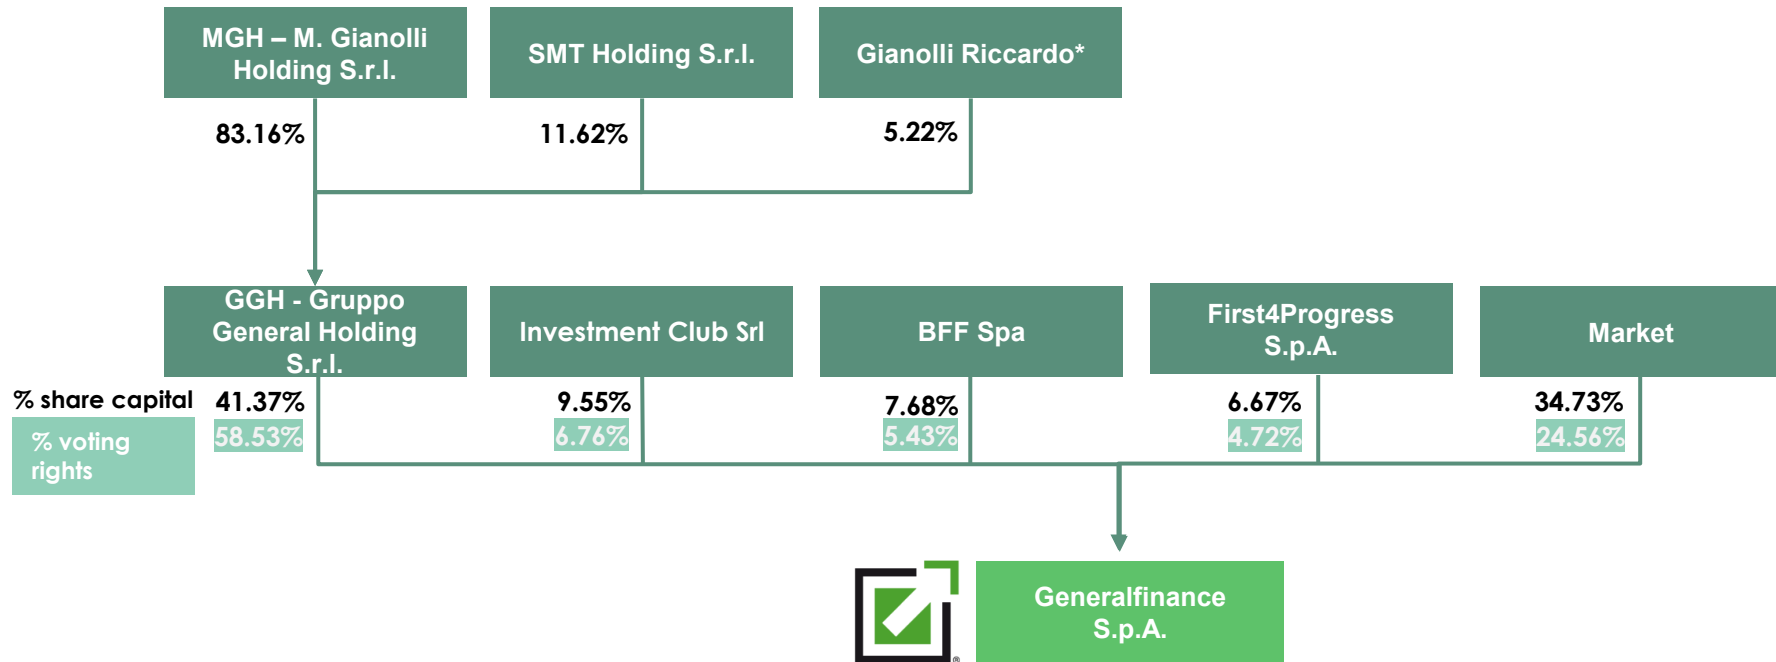 MGH – M. Gianolli
Holding S.r.l.
SMT Holding S.r.l.
Gianolli Riccardo*
83.16%
11.62%
5.22%
GGH - Gruppo
General Holding
S.r.l.
Investment Club Srl
BFF Spa
First4Progress
S.p.A.
Market
% share capital
41.37%
9.55%
7.68%
6.67%
34.73%
% voting
rights
58.53%
6.76%
5.43%
4.72%
24.56%
Generalfinance
S.p.A.
®